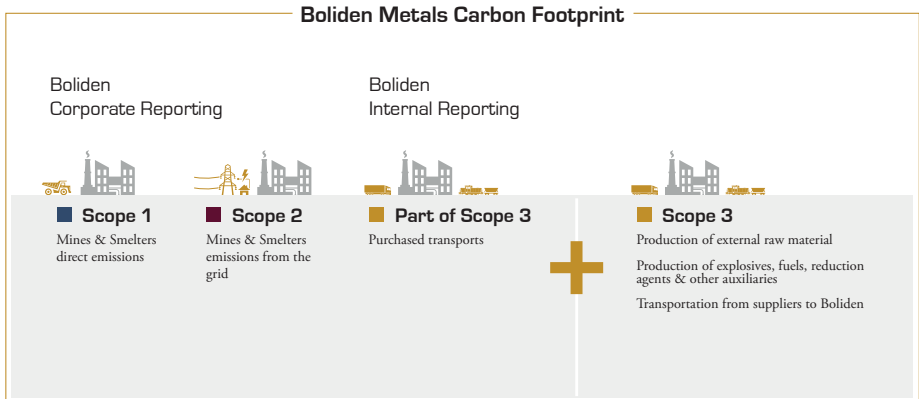 Boliden Metals Carbon Footprint
Boliden
Corporate Reporting
Boliden
Internal Reporting
Scope 1
Mines & Smelters
direct emissions
Scope 2
Mines & Smelters
emissions from the
grid
Part of Scope 3
Purchased transports
Scope 3
Production of external raw material
Production of explosives, fuels, reduction
agents & other auxiliaries
Transportation from suppliers to Boliden